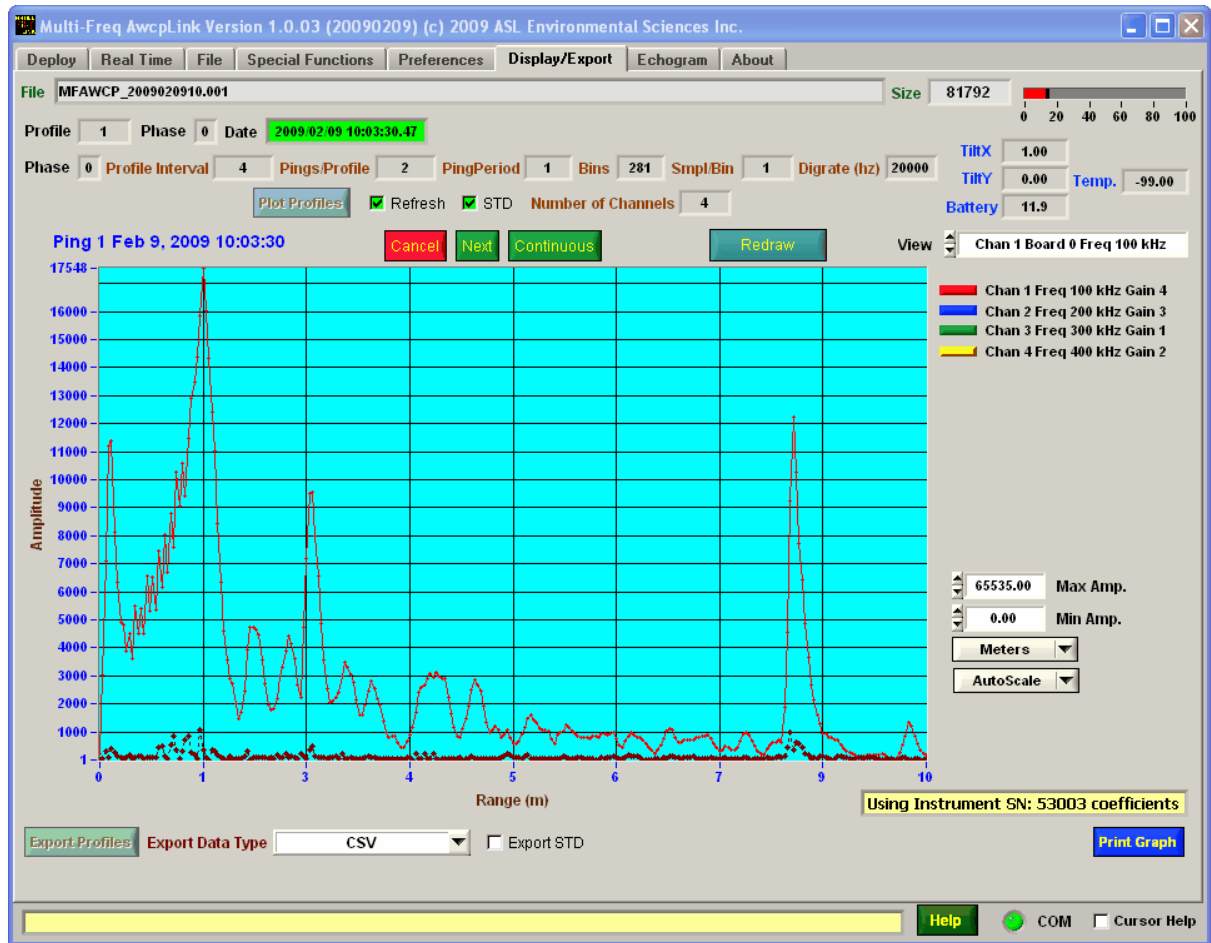 Multi-Freq AwcpLink Version 1.0.03 (20090209) (c) 2009 ASL Environmental Sciences Inc.
Deploy Real Time File Special Functions Preferences Display/Export Echogram About
File MFAWCP_2009020910.001 Size 81792
0 20 40 60 80 100
Profile 1 Phase 0 Date 2009/02/09 10:03:30.47
TiltX 1.00
Phase 0 Profile Interval 4 Pings/Profile 2 PingPeriod 1 Bins 281 Smpl/Bin 1 Digrate (hz) 20000
TiltY 0.00 Temp. -99.00
Plot Profiles Refresh STD Number of Channels 4
Battery 11.9
Ping 1 Feb 9, 2009 10:03:30 Cancel Next Continuous Redraw View Chan 1 Board 0 Freq 100 kHz
17548
16000
15000
14000
13000
12000
11000
10000
9000
8000
7000
6000
5000
4000
3000
2000
1000
1
Amplitude
0 1 3 4 5 6 7 9 10
Range (m)
Chan 1 Freq 100 kHz Gain 4
Chan 2 Freq 200 kHz Gain 3
Chan 3 Freq 300 kHz Gain 1
Chan 4 Freq 400 kHz Gain 2
65535.00 Max Amp.
0.00 Min Amp.
Meters
AutoScale
Using Instrument SN: 53003 coefficients
Export Profiles Export Data Type CSV Export STD Print Graph
Help COM Cursor Help